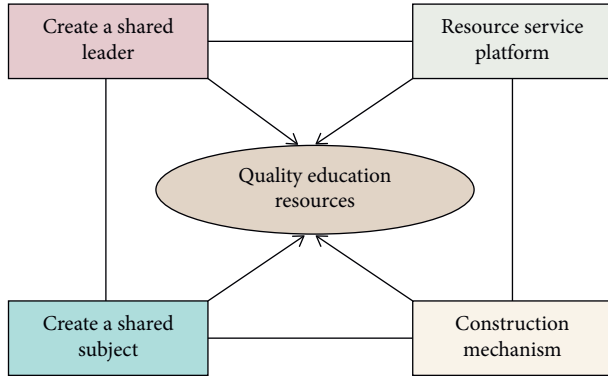 Create a shared
leader
Resource service
platform
Quality education
resources
Create a shared
subject
Construction
mechanism